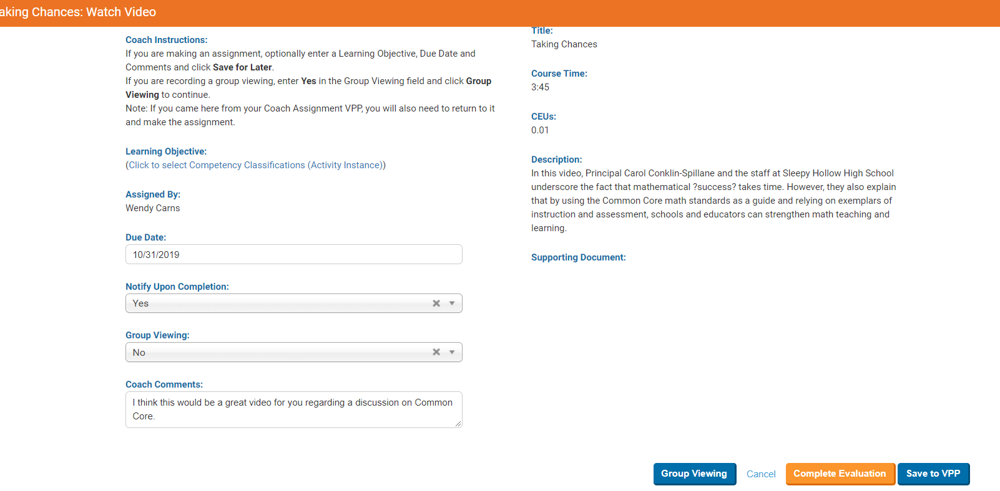 aking Chances: Watch Video
Coach Instructions:
If you are making an assignment, optionally enter a Learning Objective, Due Date and
Comments and click Save for Later.
If you are recording a group viewing, enter Yes in the Group Viewing field and click Group
Viewing to continue.
Note: If you came here from your Coach Assignment VPP, you will also need to return to it
and make the assignment.
Learning Objective:
(Click to select Competency Classifications (Activity Instance))
Assigned By:
Wendy Carns
Due Date:
10/31/2019
Notify Upon Completion:
Yes
Group Viewing:
No
Coach Comments:
I think this would be a great video for you regarding a discussion on Common
Core.
Title:
Taking Chances
Course Time:
3:45
CEUs:
0.01
Description:
In this video, Principal Carol Conklin-Spillane and the staff at Sleepy Hollow High School
underscore the fact that mathematical ?success? takes time. However, they also explain
that by using the Common Core math standards as a guide and relying on exemplars of
instruction and assessment, schools and educators can strengthen math teaching and
learning.
Supporting Document:
Group Viewing
Cancel
Complete Evaluation
Save to VPP